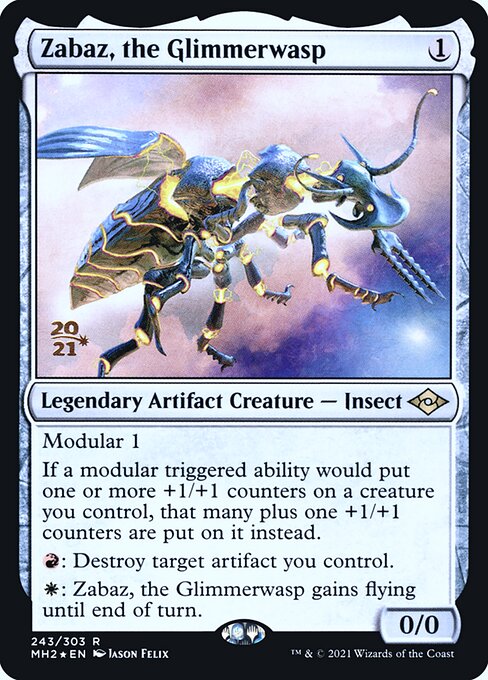 Zabaz, the Glimmerwasp 1
20
21
Legendary Artifact Creature — Insect
Modular 1
If a modular triggered ability would put
one or more +1/+1 counters on a creature
you control, that many plus one +1/+1
counters are put on it instead.
: Destroy target artifact you control.
: Zabaz, the Glimmerwasp gains flying
until end of turn.
0/0
243/303 R
MH2★EN Jason Felix
™ & © 2021 Wizards of the Coast